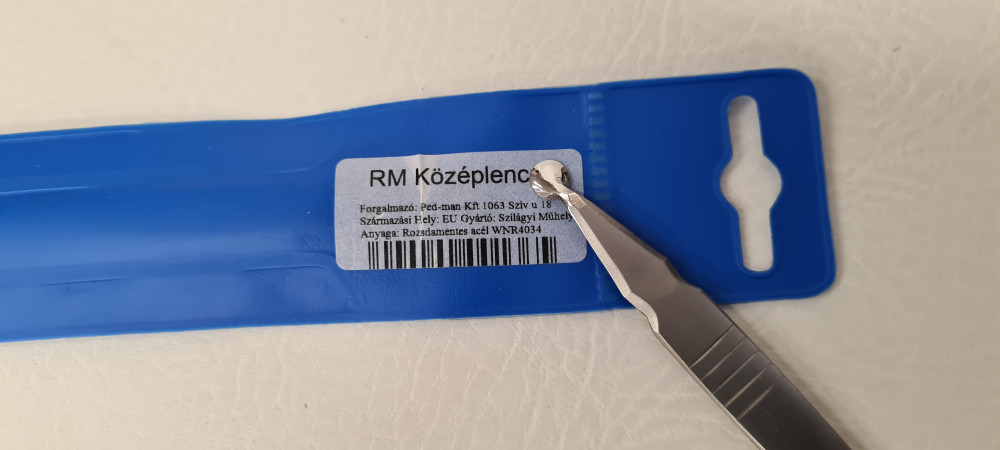 RM Középlenc
Forgalmazó: Ped-man Kft 1063 Szív u 18
Származási Hely: EU Gyártó: Szilágyi Műhely
Anyaga: Rozsdamentes acél WNR4034